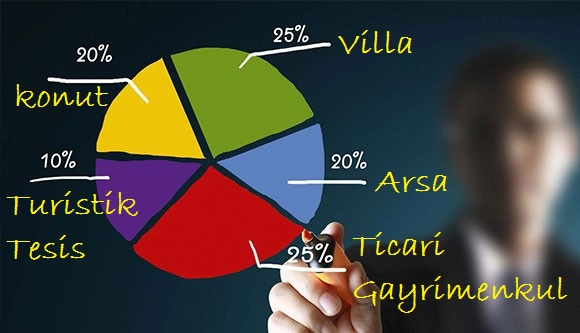 25%
Villa
20%
konut
10%
Turistik
Tesis
20%
Arsa
25%
Ticari
Gayrimenkul